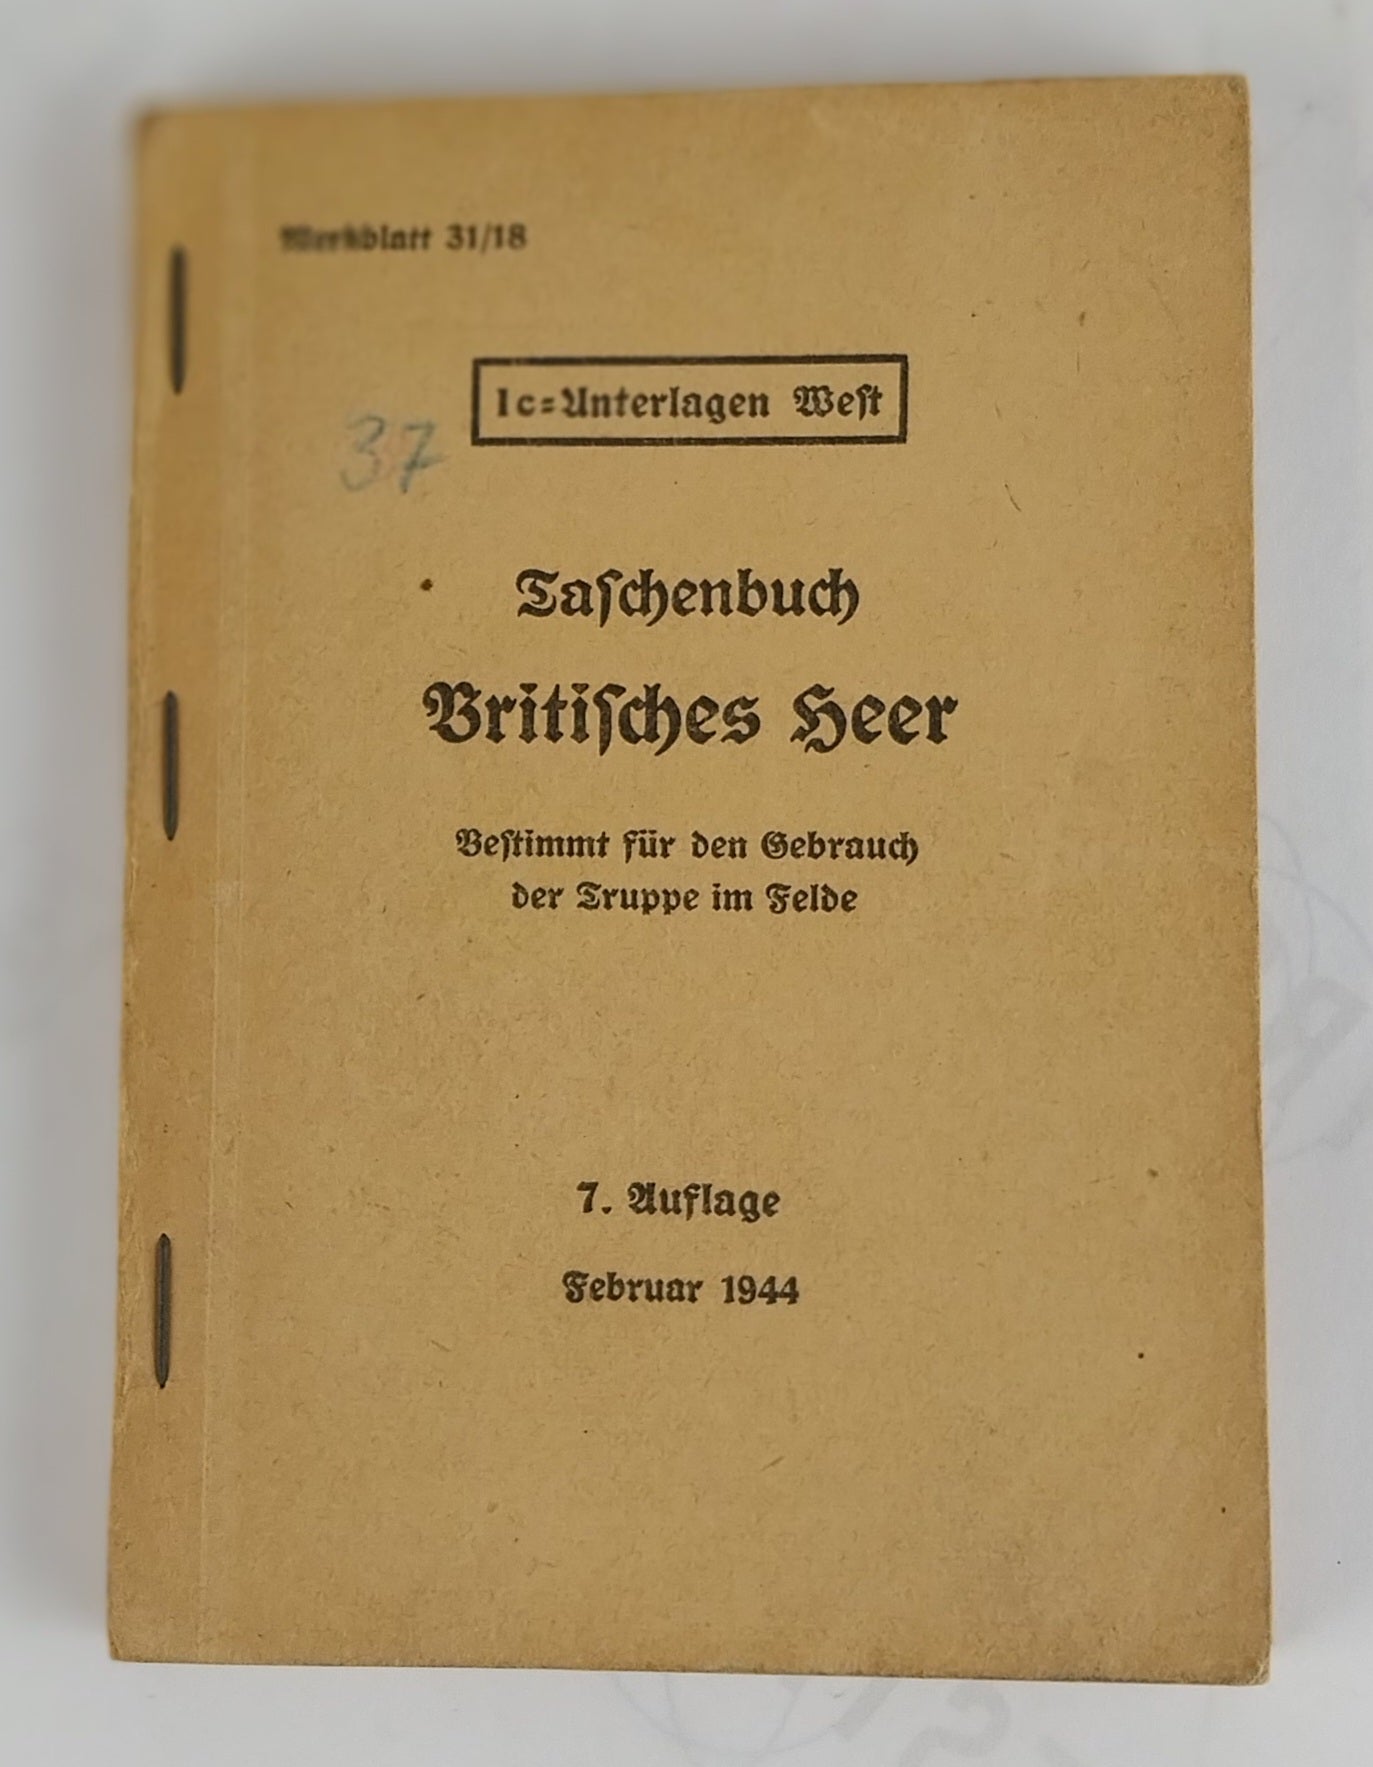 Merkblatt 31/18
Ic=Unterlagen West
37
Taschenbuch
Britisches Heer
Bestimmt für den Gebrauch
der Truppe im Felde
7. Auflage
Februar 1944